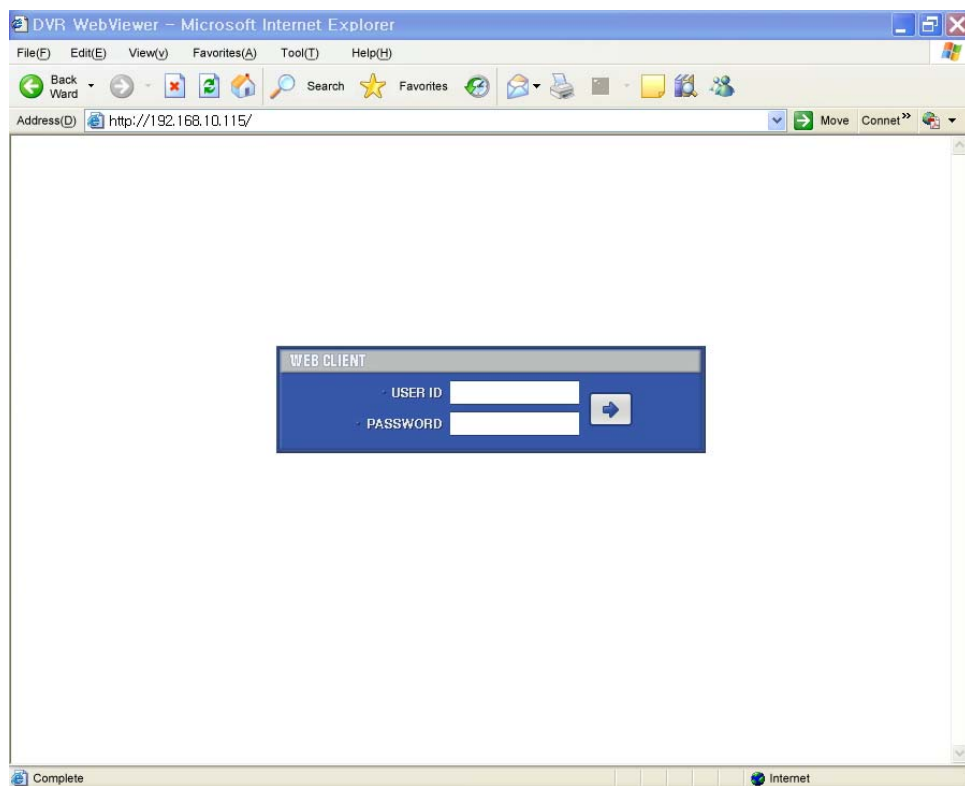 DVR WebViewer - Microsoft Internet Explorer
File(F) Edit(E) View(v) Favorites(A) Tool(T) Help(H)
Back Ward Search Favorites
Address(D) http://192.168.10.115/ Move Connet »
WEB CLIENT
USER ID
PASSWORD
Complete Internet